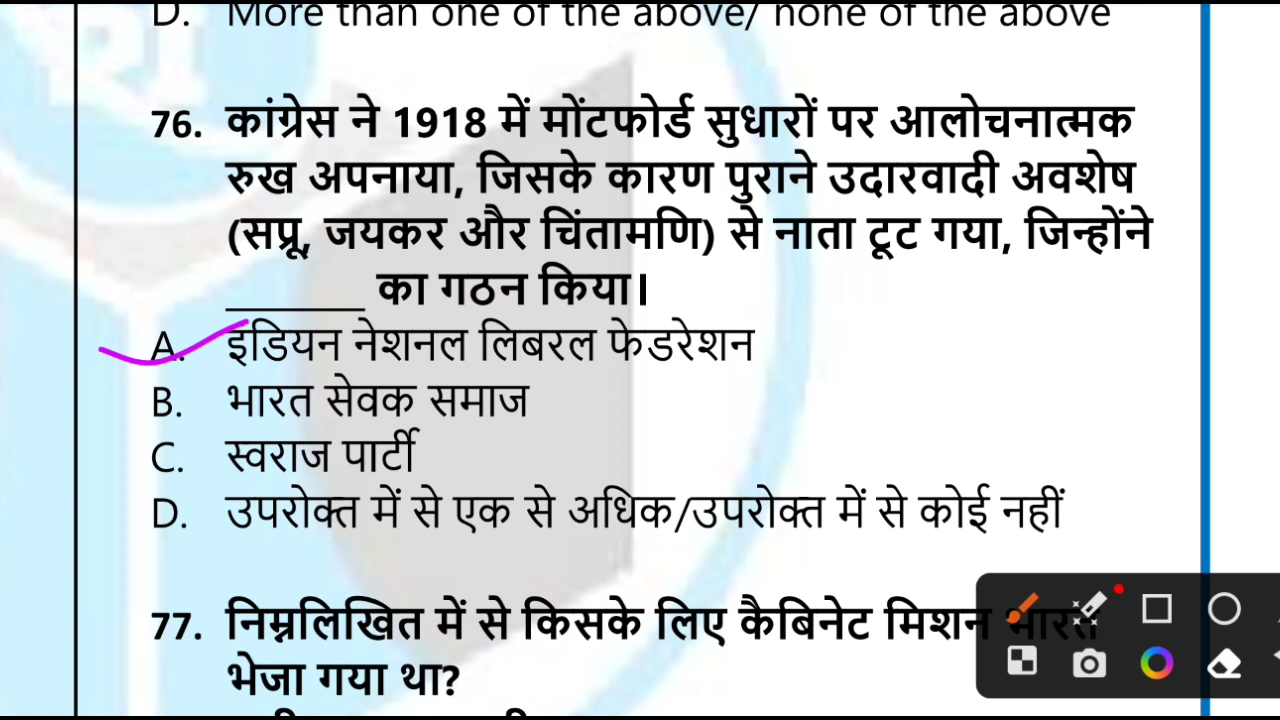 D. More than one of the above/ none of the above
76. कांग्रेस ने 1918 में मोंटफोर्ड सुधारों पर आलोचनात्मक
रुख अपनाया, जिसके कारण पुराने उदारवादी अवशेष
(सप्रू, जयकर और चिंतामणि) से नाता टूट गया, जिन्होंने
______ का गठन किया।
A. इंडियन नेशनल लिबरल फेडरेशन
B. भारत सेवक समाज
C. स्वराज पार्टी
D. उपरोक्त में से एक से अधिक/उपरोक्त में से कोई नहीं
77. निम्नलिखित में से किसके लिए कैबिनेट मिशन भारत
भेजा गया था?